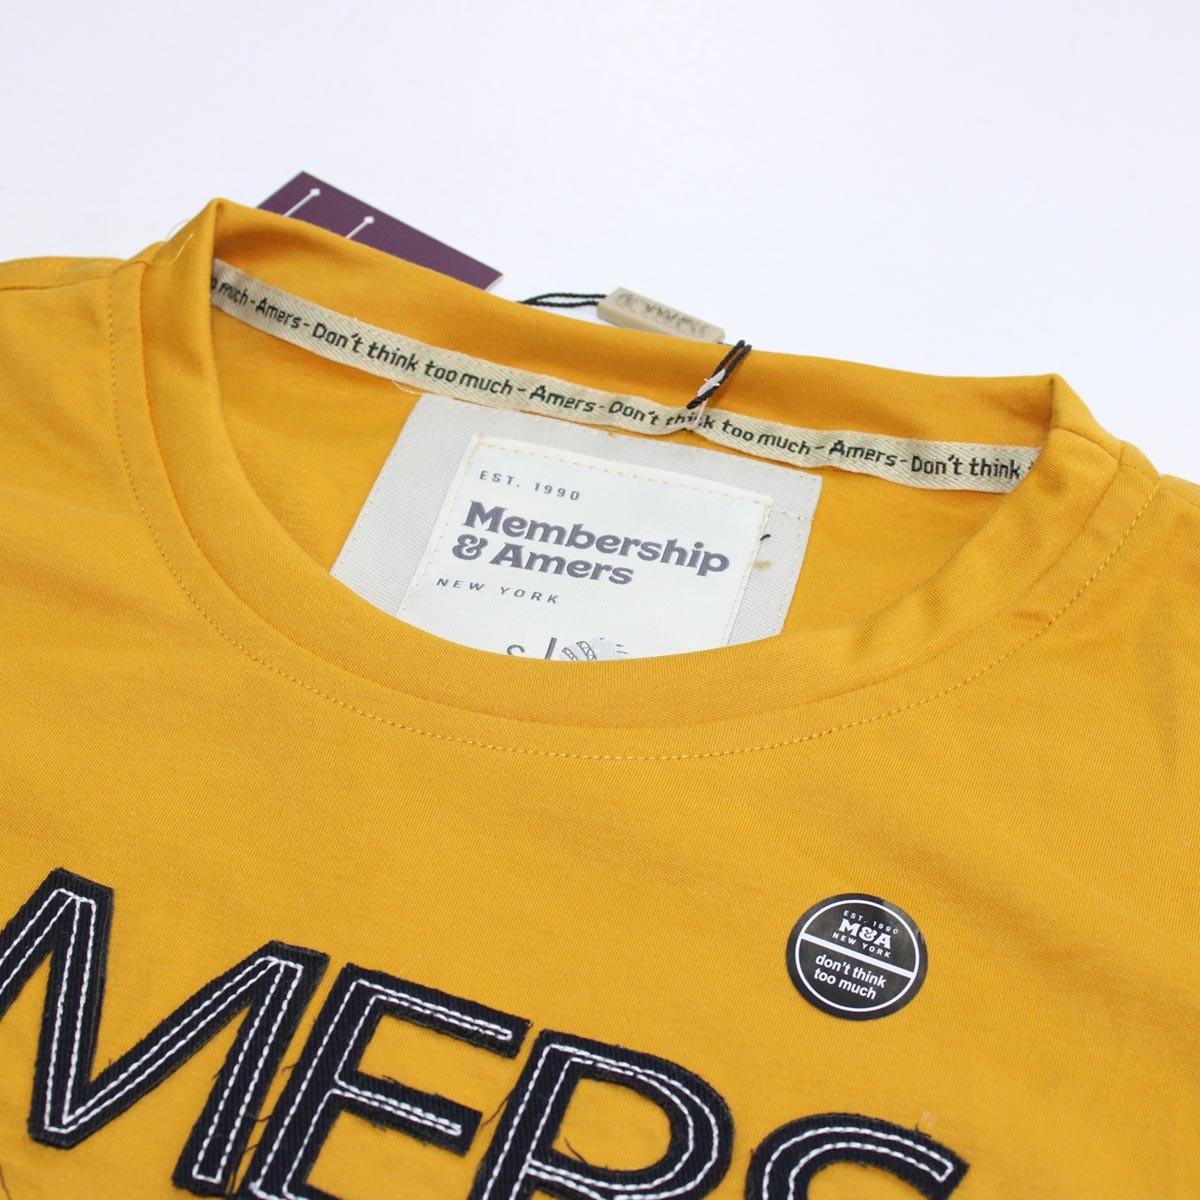 much - Amers - Don't think too much - Amers - Don't think too much - Amers - Don't think
EST. 1990
Membership
& Amers
NEW YORK
S
EST. 1990
M&A
NEW YORK
don't think
too much
MERS